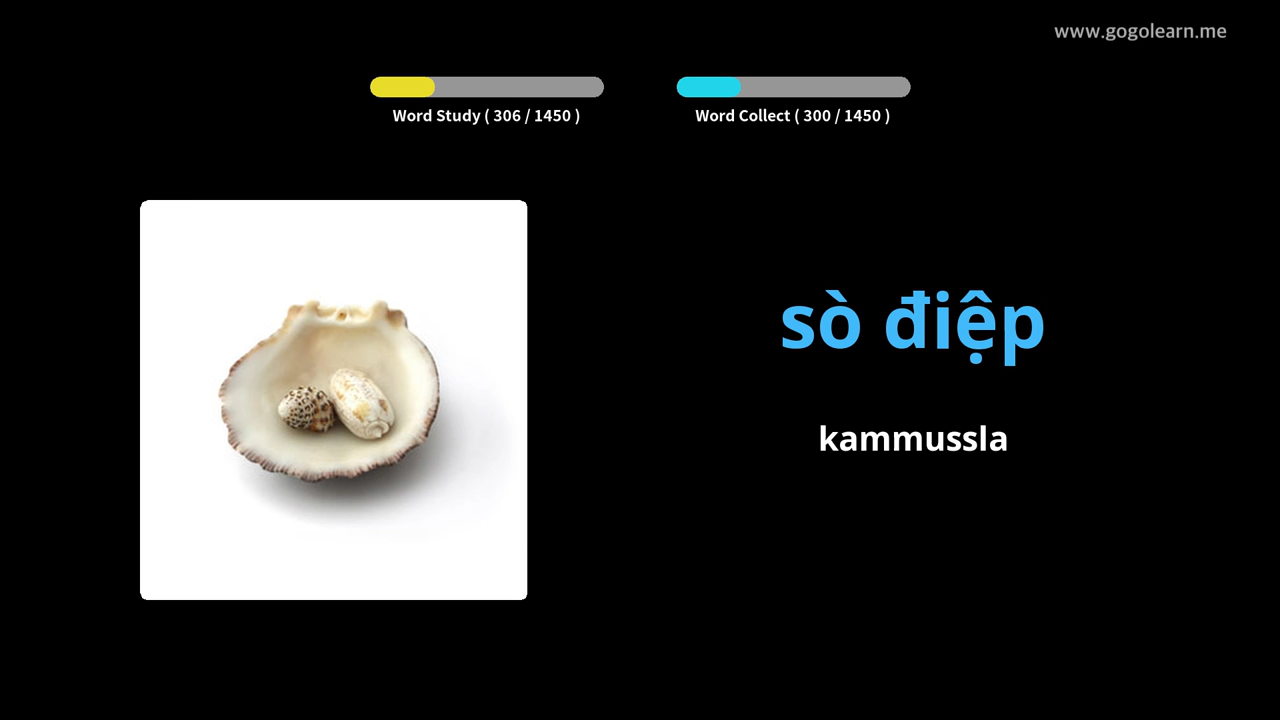 www.gogolearn.me
Word Study ( 306 / 1450 )
Word Collect ( 300 / 1450 )
sò điệp
kammussla